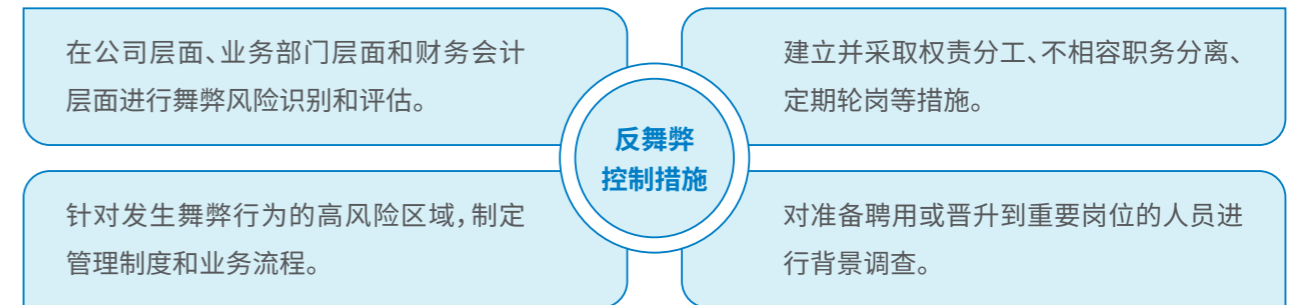 在公司层面、业务部门层面和财务会计
层面进行舞弊风险识别和评估。
建立并采取权责分工、不相容职务分离、
定期轮岗等措施。
反舞弊
控制措施
针对发生舞弊行为的高风险区域，制定
管理制度和业务流程。
对准备聘用或晋升到重要岗位的人员进
行背景调查。